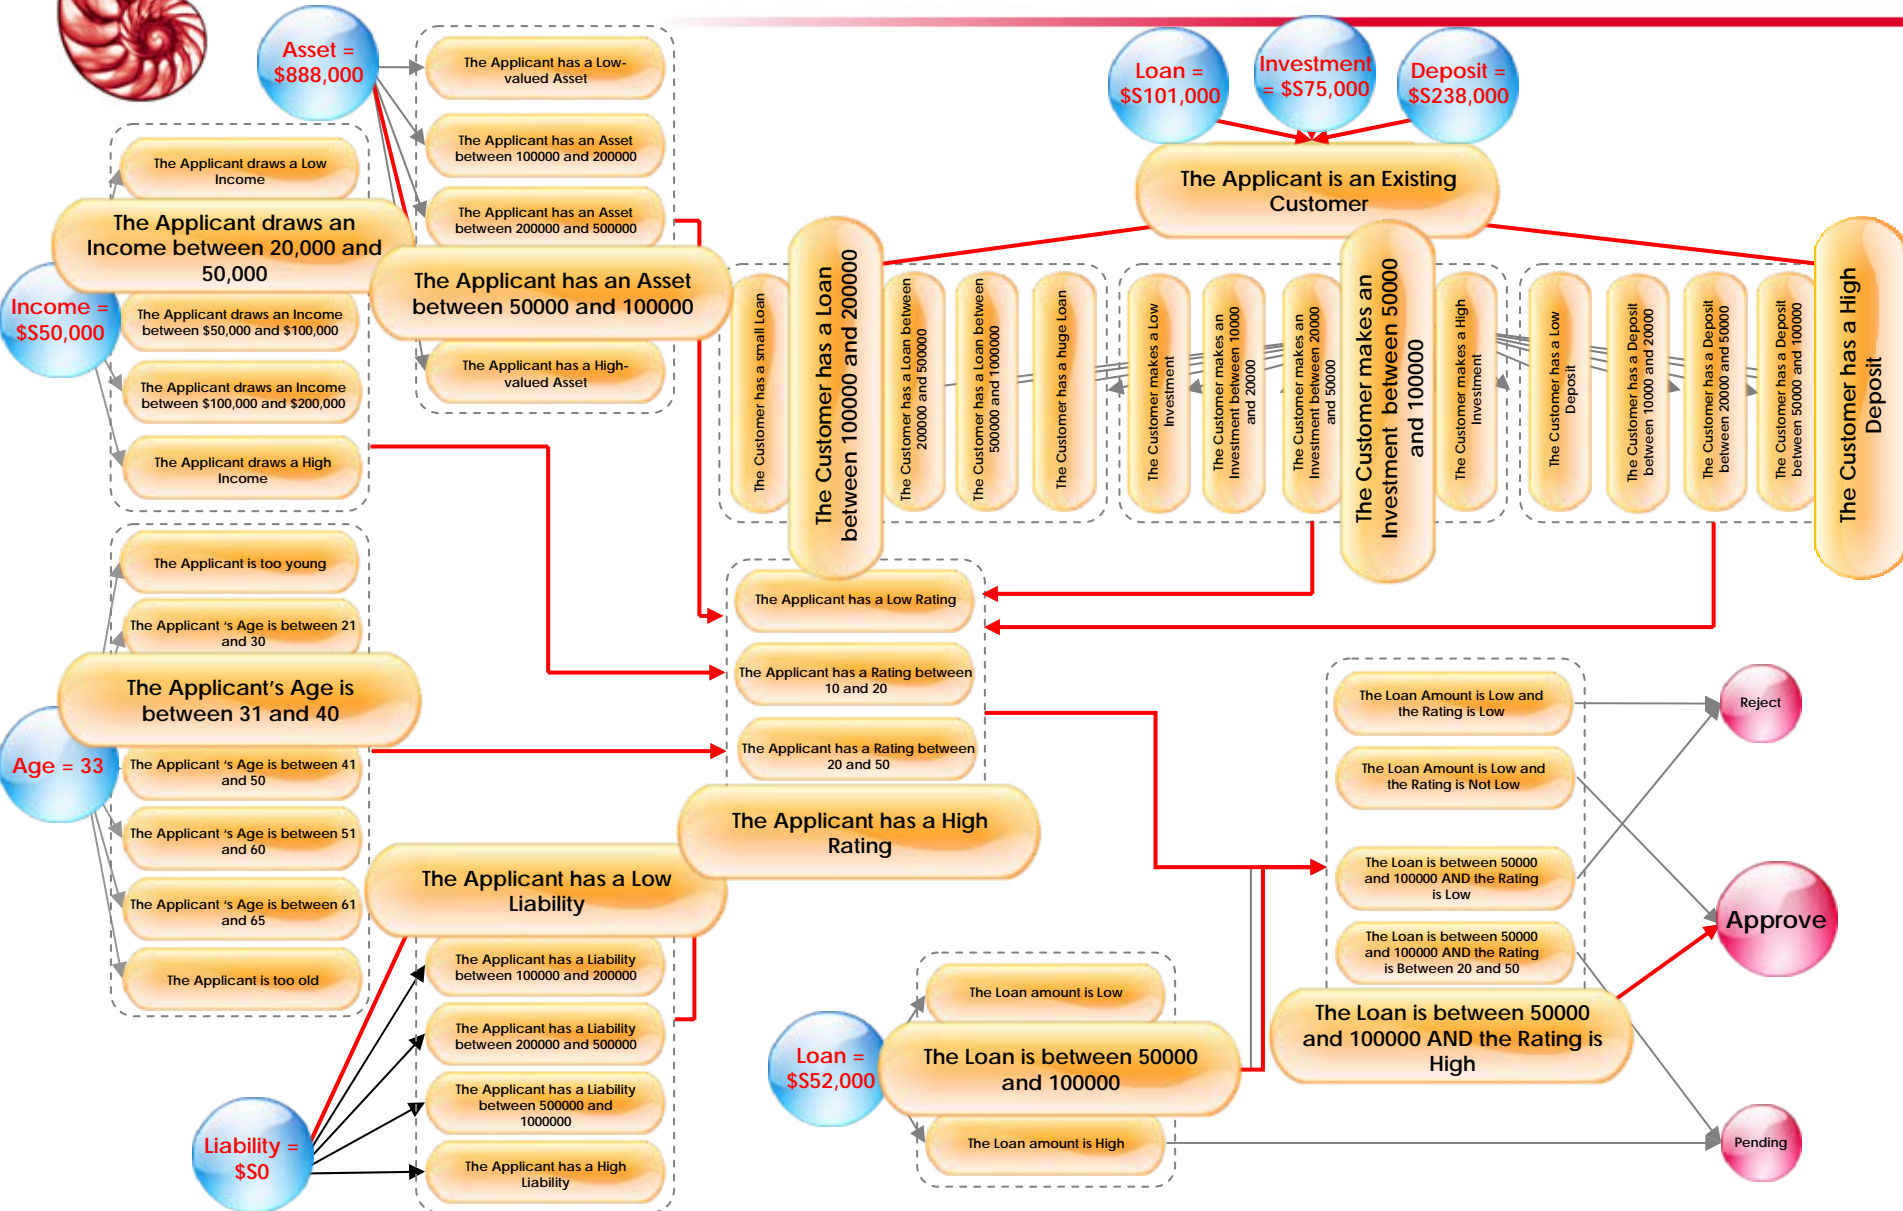 Asset =
$888,000
The Applicant has a Low-
valued Asset
The Applicant has an Asset
between 100000 and 200000
The Applicant has an Asset
between 200000 and 500000
The Applicant has an Asset
between 50000 and 100000
The Applicant has a High-
valued Asset
The Applicant draws a Low
Income
The Applicant draws an
Income between 20,000 and
50,000
Income =
$S50,000
The Applicant draws an Income
between $50,000 and $100,000
The Applicant draws an Income
between $100,000 and $200,000
The Applicant draws a High
Income
Loan =
$S101,000
Investment
= $S75,000
Deposit =
$S238,000
The Applicant is an Existing
Customer
The Customer has a small Loan
The Customer has a Loan
between 100000 and 200000
The Customer has a Loan between
200000 and 500000
The Customer has a Loan between
500000 and 1000000
The Customer has a huge Loan
The Customer makes a Low
Investment
The Customer makes an
Investment between 10000
and 20000
The Customer makes an
Investment between 20000
and 50000
The Customer makes an
Investment between 50000
and 100000
The Customer makes a High
Investment
The Customer has a Low
Deposit
The Customer has a Deposit
between 10000 and 20000
The Customer has a Deposit
between 20000 and 50000
The Customer has a Deposit
between 50000 and 100000
The Customer has a High
Deposit
The Applicant is too young
The Applicant 's Age is between 21
and 30
The Applicant's Age is
between 31 and 40
Age = 33
The Applicant 's Age is between 41
and 50
The Applicant 's Age is between 51
and 60
The Applicant 's Age is between 61
and 65
The Applicant is too old
The Applicant has a Low Rating
The Applicant has a Rating between
10 and 20
The Applicant has a Rating between
20 and 50
The Applicant has a High
Rating
The Applicant has a Low
Liability
The Applicant has a Liability
between 100000 and 200000
The Applicant has a Liability
between 200000 and 500000
The Applicant has a Liability
between 500000 and
1000000
The Applicant has a High
Liability
Liability =
$S0
The Loan amount is Low
Loan =
$S52,000
The Loan is between 50000
and 100000
The Loan amount is High
The Loan Amount is Low and
the Rating is Low
The Loan Amount is Low and
the Rating is Not Low
The Loan is between 50000
and 100000 AND the Rating
is Low
The Loan is between 50000
and 100000 AND the Rating
is Between 20 and 50
The Loan is between 50000
and 100000 AND the Rating is
High
Reject
Approve
Pending